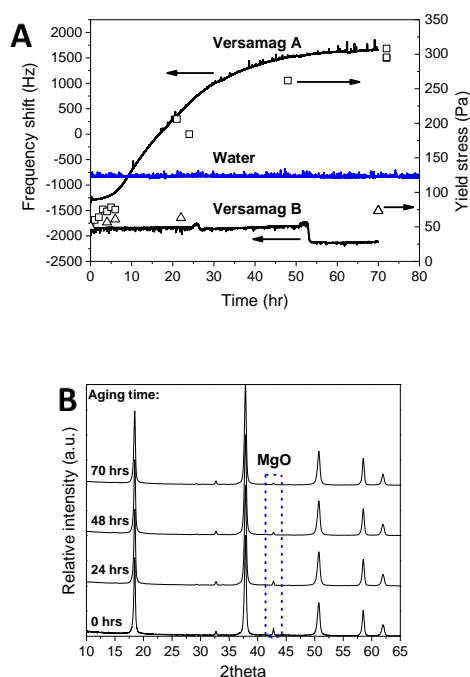 A
Versamag A
Water
Versamag B
Frequency shift (Hz)
2000
1500
1000
500
0
-500
-1000
-1500
-2000
-2500
Yield stress (Pa)
350
300
250
200
150
100
50
0
0 10 20 30 40 50 60 70 80
Time (hr)
B
Aging time:
MgO
70 hrs
48 hrs
24 hrs
0 hrs
Relative intensity (a.u.)
10 15 20 25 30 35 40 45 50 55 60 65
2theta